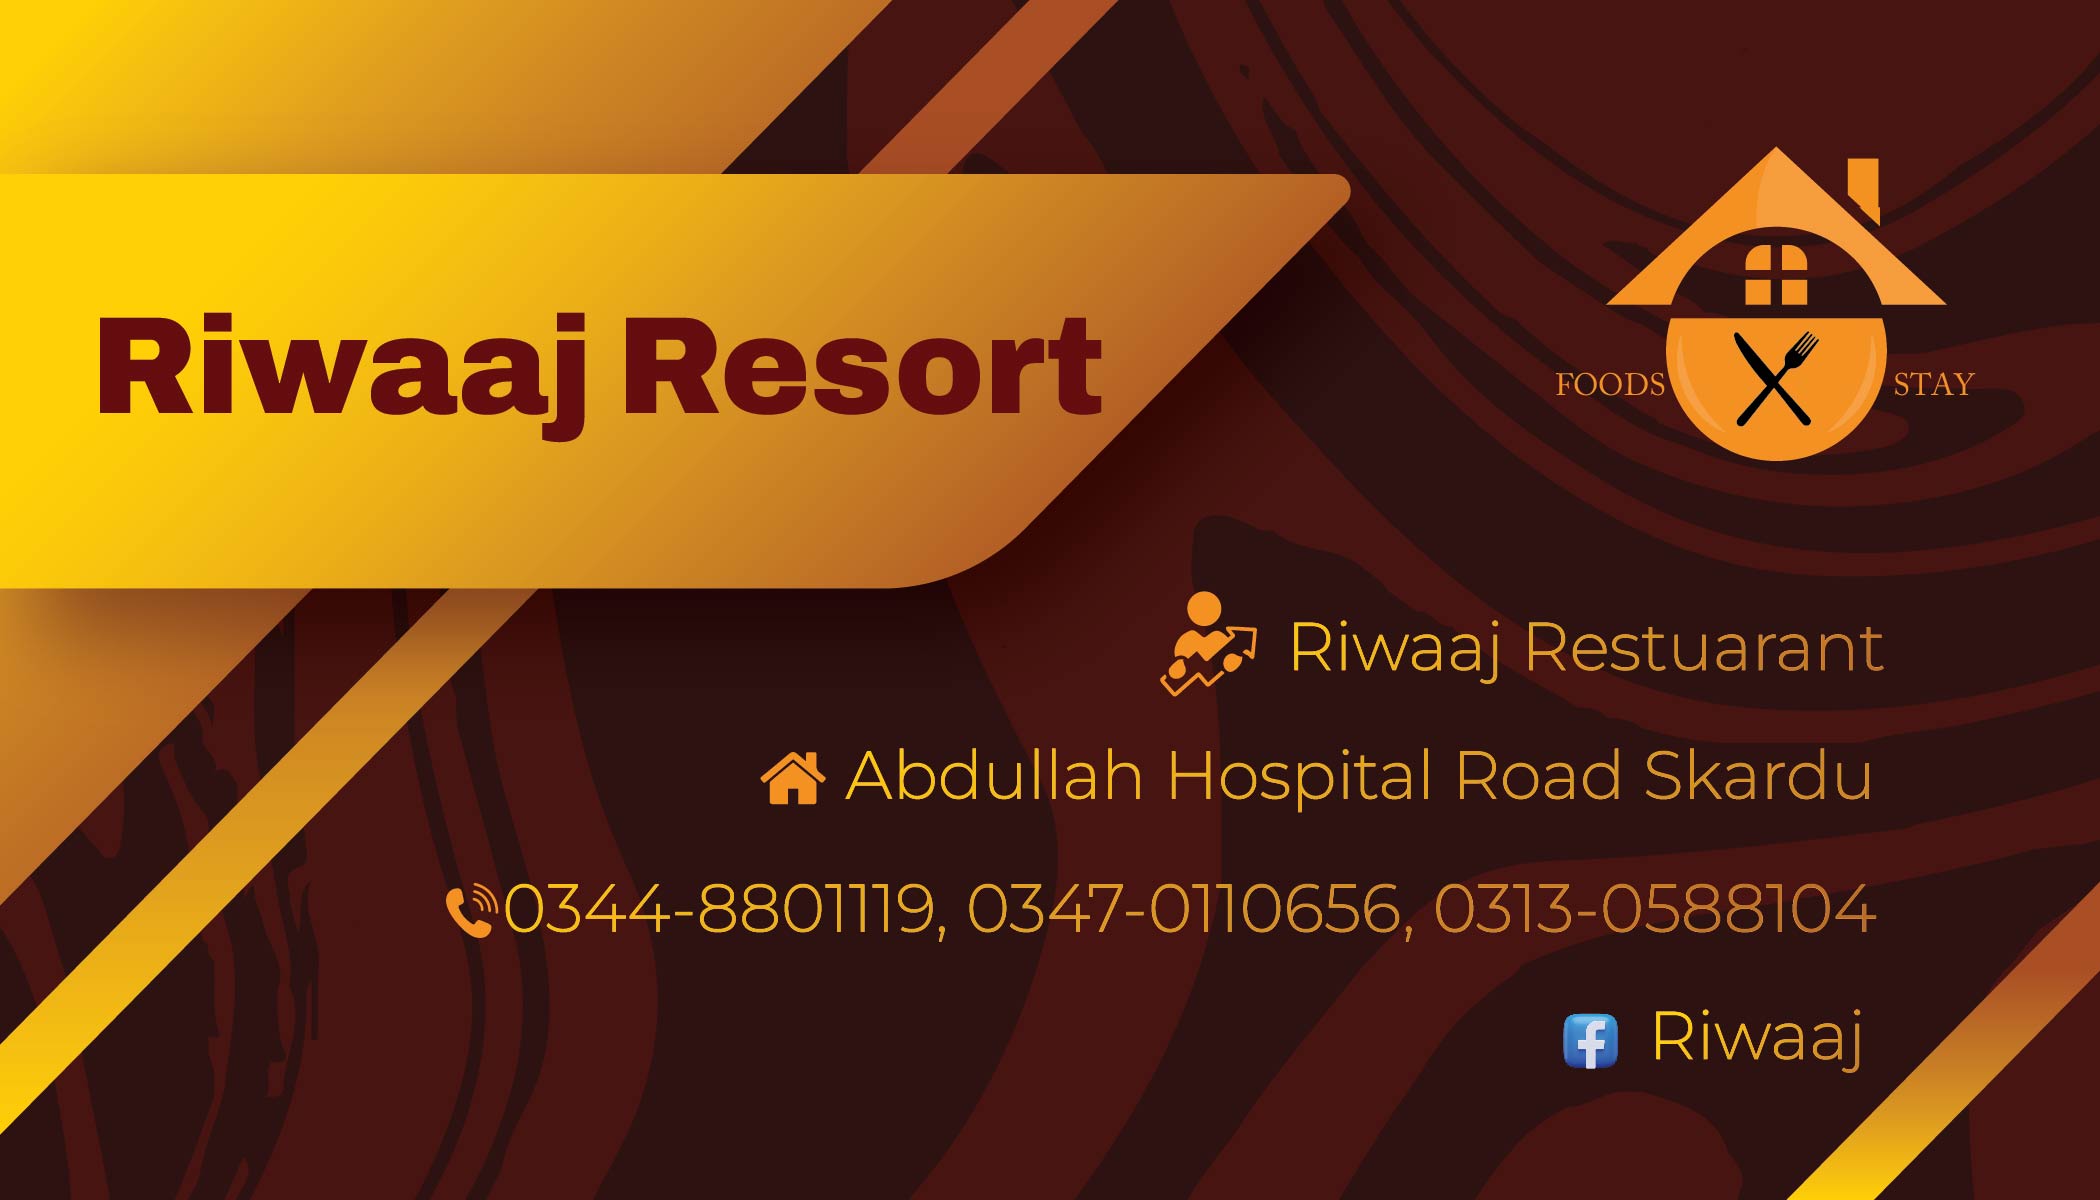 Riwaaj Resort
FOODS STAY
Riwaaj Restuarant
Abdullah Hospital Road Skardu
0344-8801119, 0347-0110656, 0313-0588104
Riwaaj